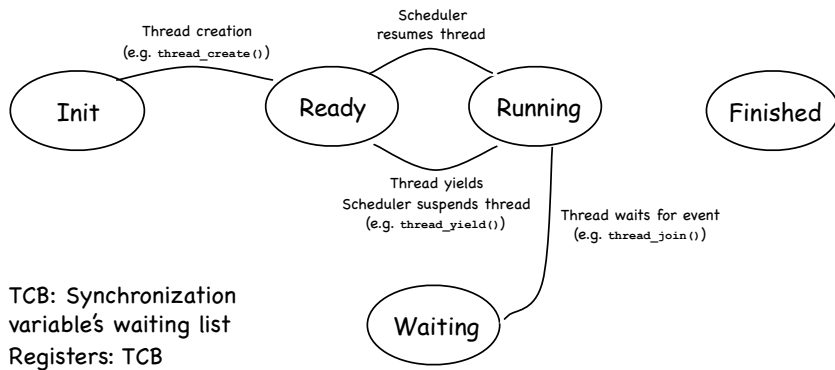 Thread creation
(e.g. thread_create())
Scheduler
resumes thread
Init
Ready
Running
Finished
Thread yields
Scheduler suspends thread
(e.g. thread_yield())
Thread waits for event
(e.g. thread_join())
TCB: Synchronization
variable's waiting list
Registers: TCB
Waiting